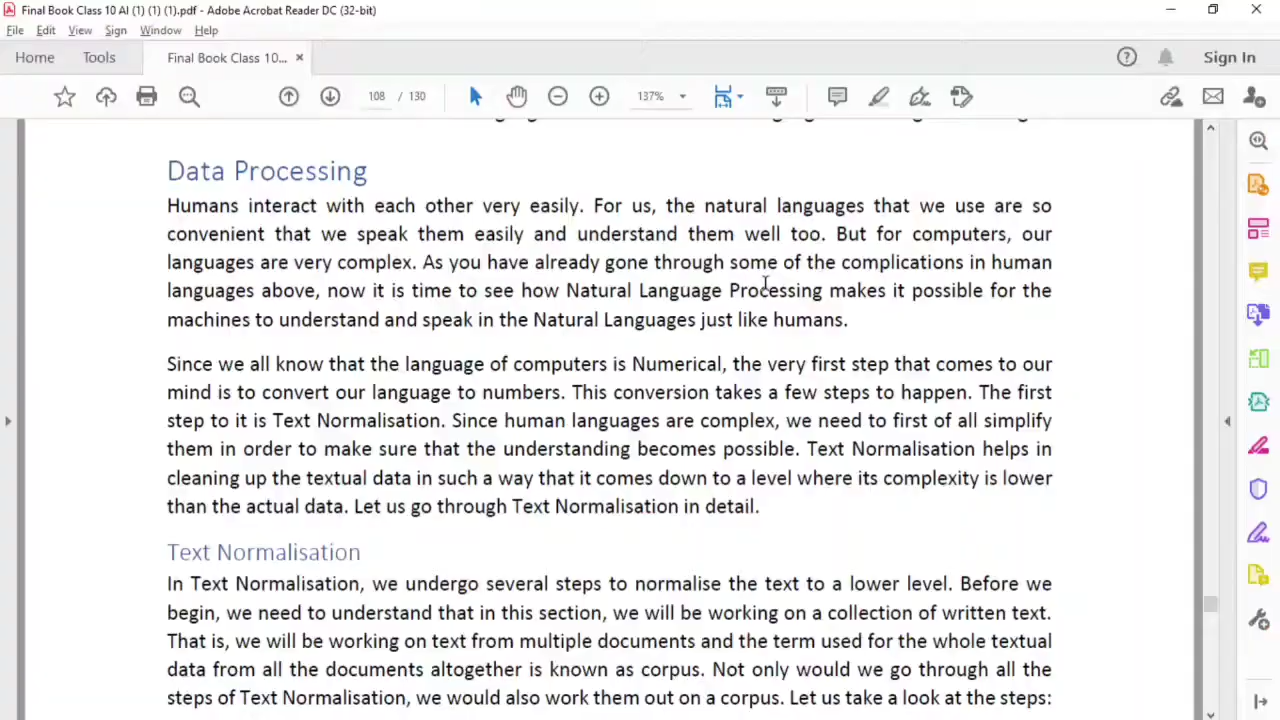 Final Book Class 10 AI (1) (1) (1).pdf - Adobe Acrobat Reader DC (32-bit)
File Edit View Sign Window Help
Home Tools Final Book Class 10... × Sign In
108 / 130 137%
Data Processing
Humans interact with each other very easily. For us, the natural languages that we use are so
convenient that we speak them easily and understand them well too. But for computers, our
languages are very complex. As you have already gone through some of the complications in human
languages above, now it is time to see how Natural Language Processing makes it possible for the
machines to understand and speak in the Natural Languages just like humans.
Since we all know that the language of computers is Numerical, the very first step that comes to our
mind is to convert our language to numbers. This conversion takes a few steps to happen. The first
step to it is Text Normalisation. Since human languages are complex, we need to first of all simplify
them in order to make sure that the understanding becomes possible. Text Normalisation helps in
cleaning up the textual data in such a way that it comes down to a level where its complexity is lower
than the actual data. Let us go through Text Normalisation in detail.
Text Normalisation
In Text Normalisation, we undergo several steps to normalise the text to a lower level. Before we
begin, we need to understand that in this section, we will be working on a collection of written text.
That is, we will be working on text from multiple documents and the term used for the whole textual
data from all the documents altogether is known as corpus. Not only would we go through all the
steps of Text Normalisation, we would also work them out on a corpus. Let us take a look at the steps: